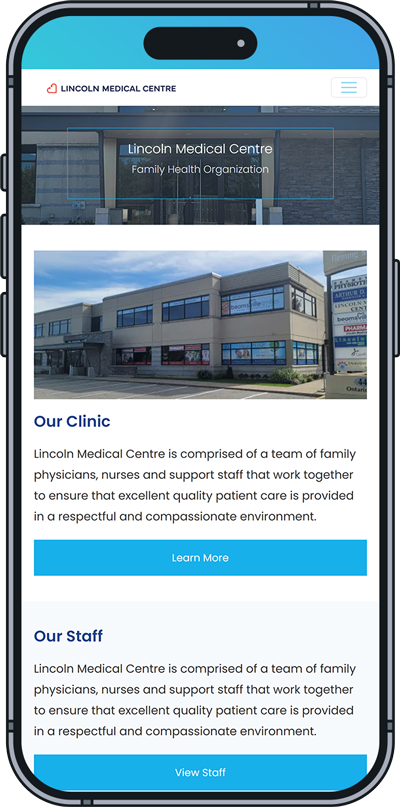 LINCOLN MEDICAL CENTRE
Lincoln Medical Centre
Family Health Organization
PHYSIOT
ARTHUR D.
LINCOLN
beamsville
beamsville
PHARMA
Our Clinic
Lincoln Medical Centre is comprised of a team of family
physicians, nurses and support staff that work together
to ensure that excellent quality patient care is provided
in a respectful and compassionate environment.
Learn More
Our Staff
Lincoln Medical Centre is comprised of a team of family
physicians, nurses and support staff that work together
to ensure that excellent quality patient care is provided
in a respectful and compassionate environment.
View Staff